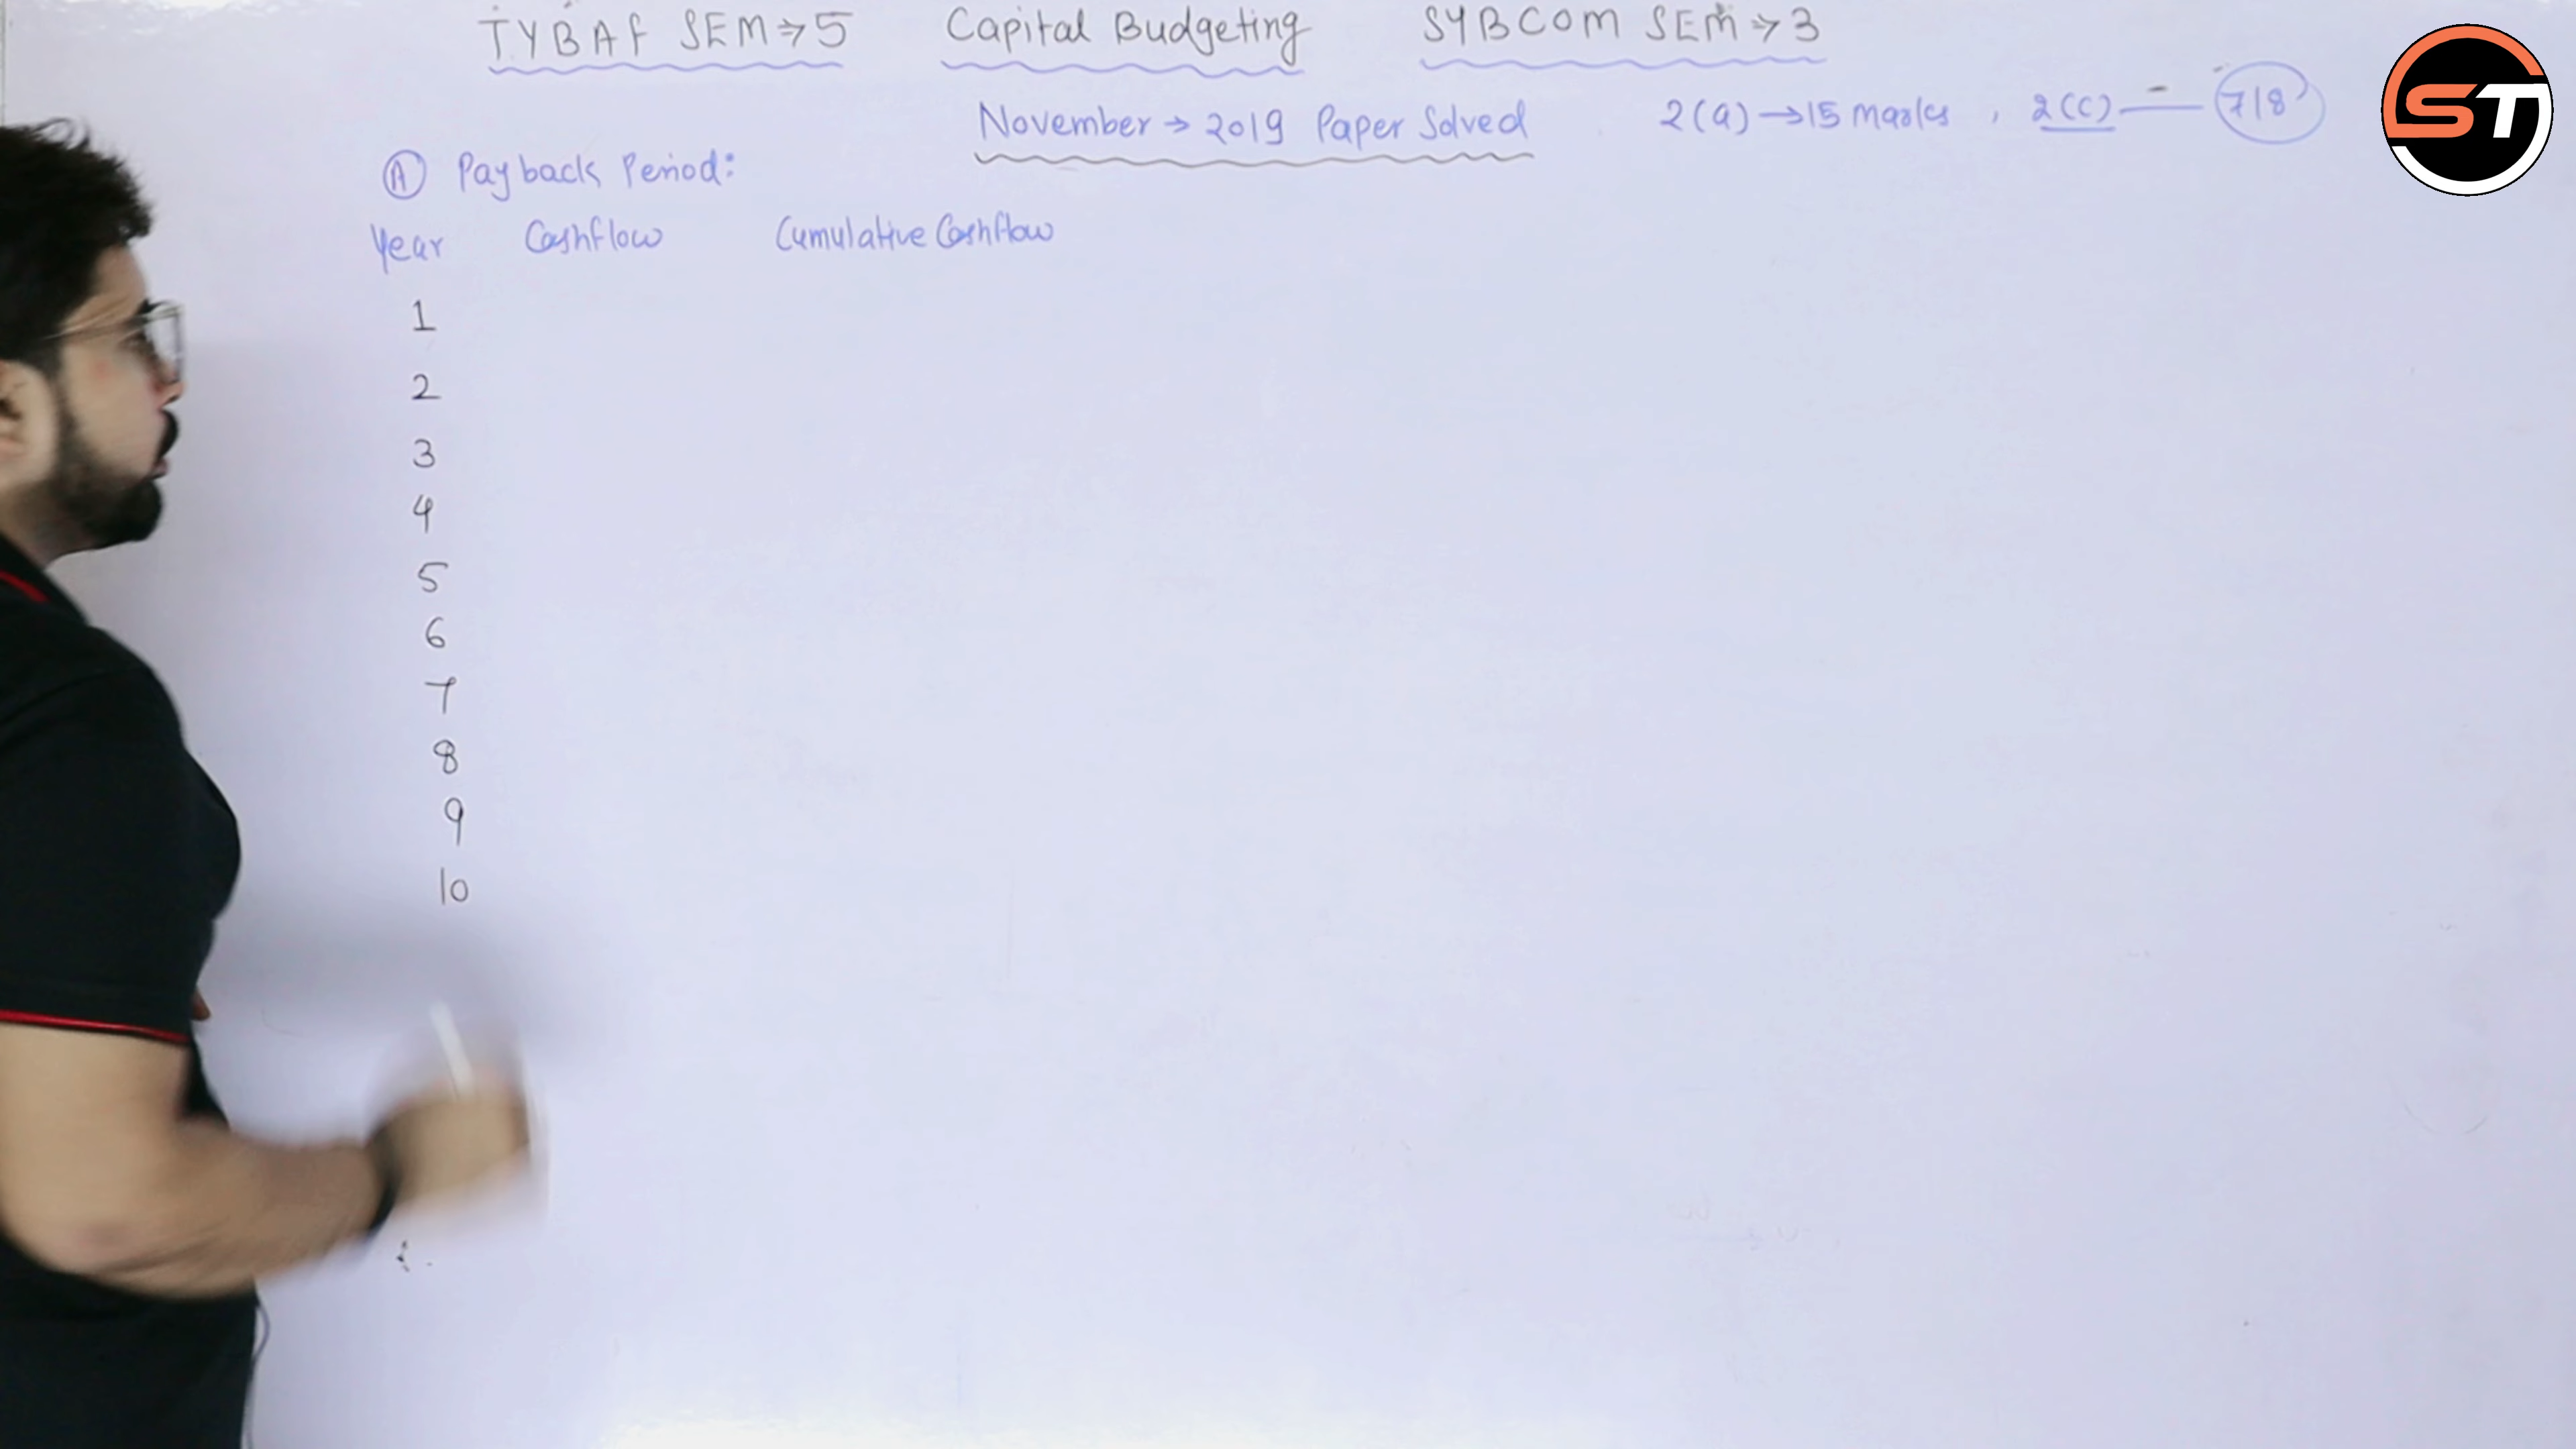 TYBAF SEM⇒5 Capital Budgeting SYBCOM SEM⇒3
November → 2019 Paper Solved 2(a) → 15 Marks , 2(c) — 7/8
ST
Ⓐ Payback Period:
Year Cashflow Cumulative Cashflow
1
2
3
4
5
6
7
8
9
10